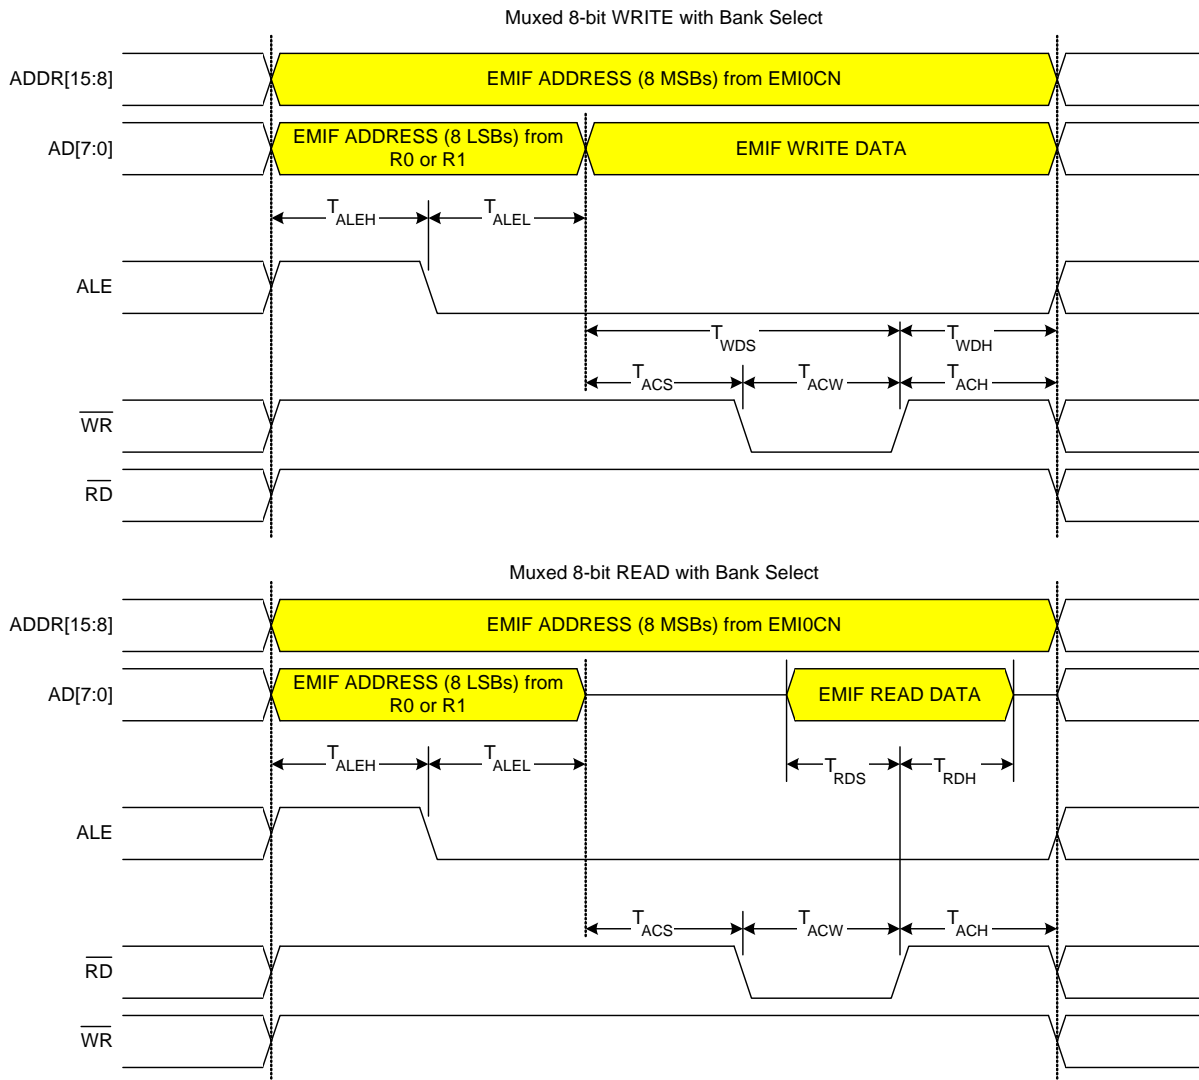 Muxed 8-bit WRITE with Bank Select
ADDR[15:8]
EMIF ADDRESS (8 MSBs) from EMI0CN
AD[7:0]
EMIF ADDRESS (8 LSBs) from
R0 or R1
EMIF WRITE DATA
TALEH
TALEL
ALE
TWDS
TWDH
TACS
TACW
TACH
WR
RD
Muxed 8-bit READ with Bank Select
ADDR[15:8]
EMIF ADDRESS (8 MSBs) from EMI0CN
AD[7:0]
EMIF ADDRESS (8 LSBs) from
R0 or R1
EMIF READ DATA
TALEH
TALEL
TRDS
TRDH
ALE
TACS
TACW
TACH
RD
WR